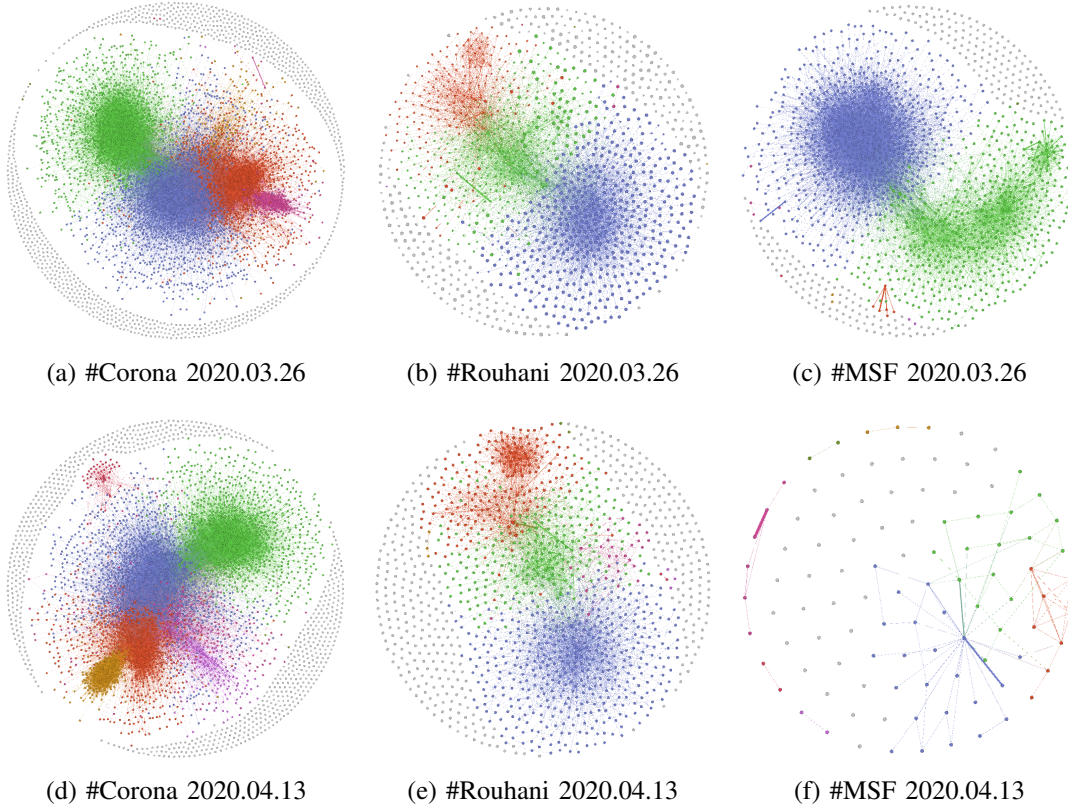 (a) #Corona 2020.03.26
(b) #Rouhani 2020.03.26
(c) #MSF 2020.03.26
(d) #Corona 2020.04.13
(e) #Rouhani 2020.04.13
(f) #MSF 2020.04.13